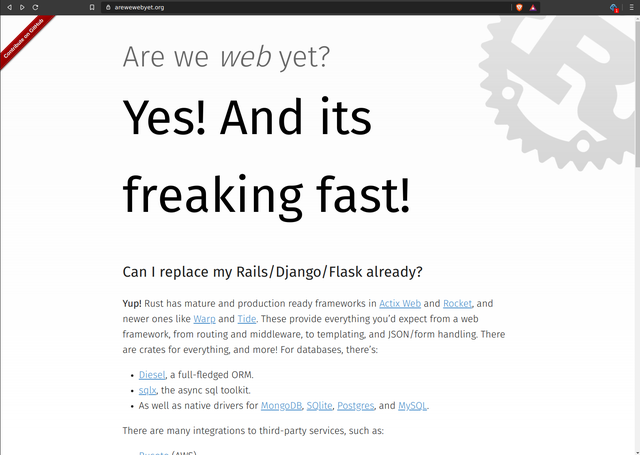 arewewebyet.org
Contribute on GitHub
Are we web yet?
Yes! And its
freaking fast!
Can I replace my Rails/Django/Flask already?
Yup! Rust has mature and production ready frameworks in Actix Web and Rocket, and
newer ones like Warp and Tide. These provide everything you'd expect from a web
framework, from routing and middleware, to templating, and JSON/form handling. There
are crates for everything, and more! For databases, there's:
• Diesel, a full-fledged ORM.
• sqlx, the async sql toolkit.
• As well as native drivers for MongoDB, SQlite, Postgres, and MySQL.
There are many integrations to third-party services, such as: